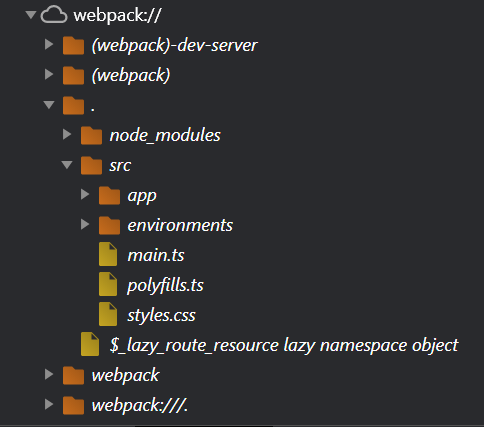 webpack://
(webpack)-dev-server
(webpack)
.
node_modules
src
app
environments
main.ts
polyfills.ts
styles.css
$_lazy_route_resource lazy namespace object
webpack
webpack:///.